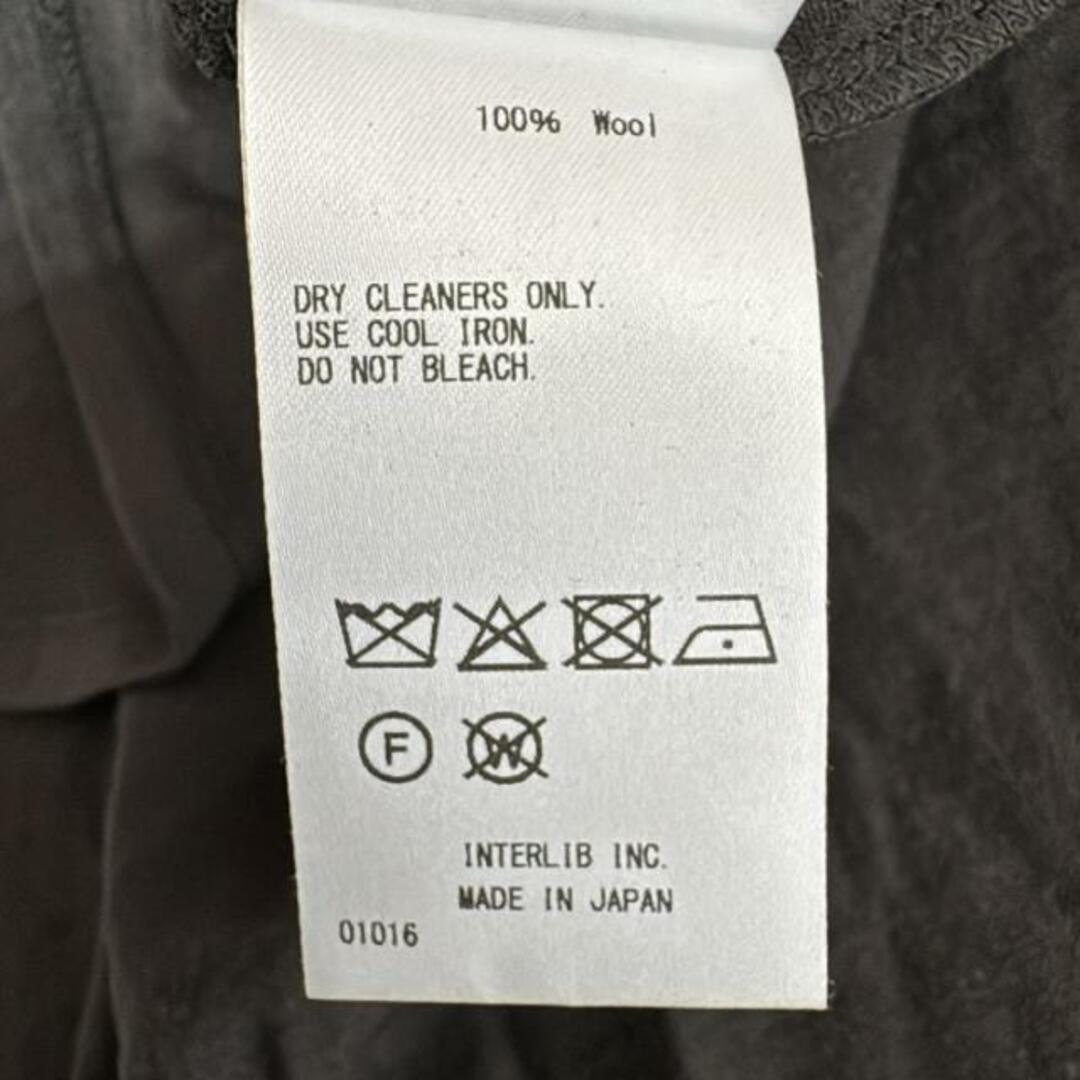 100% Wool
DRY CLEANERS ONLY.
USE COOL IRON.
DO NOT BLEACH.
F W
INTERLIB INC.
MADE IN JAPAN
01016